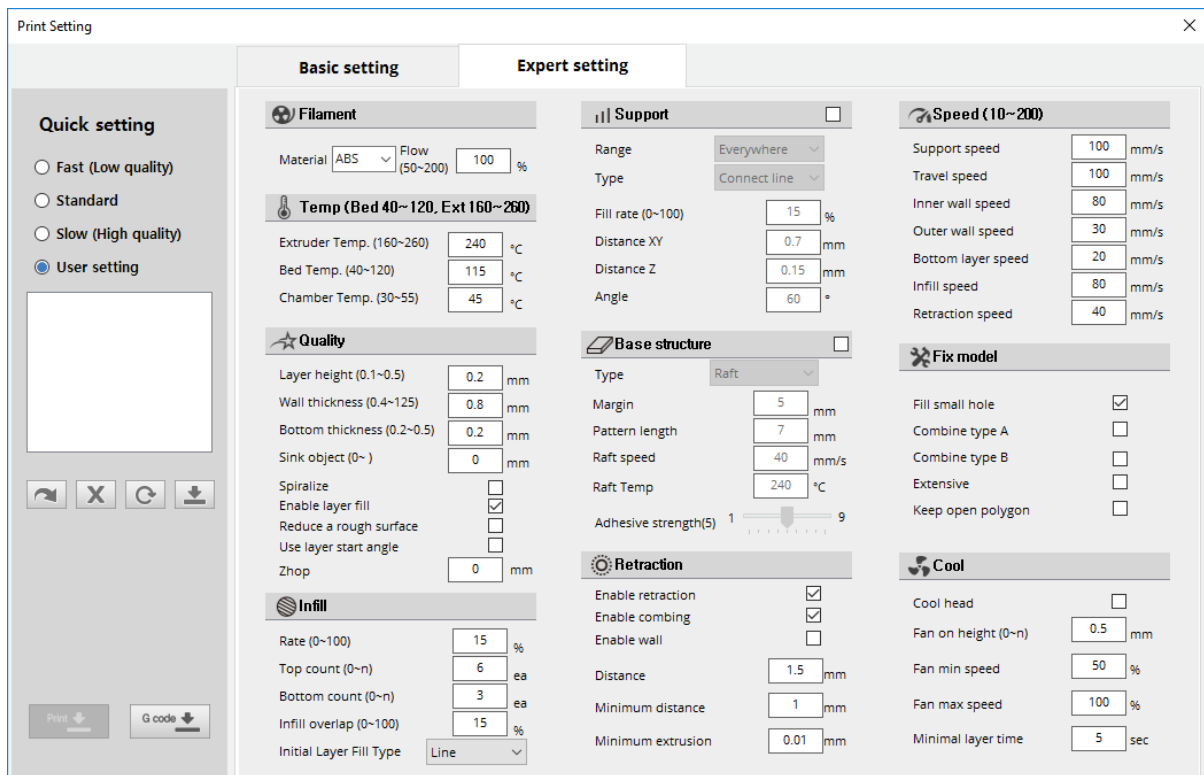 Print Setting
Basic setting
Expert setting
Quick setting
Fast (Low quality)
Standard
Slow (High quality)
User setting
Print
G code
Filament
Material ABS Flow (50~200) 100 %
Temp (Bed 40~120, Ext 160~260)
Extruder Temp. (160~260) 240 °C
Bed Temp. (40~120) 115 °C
Chamber Temp. (30~55) 45 °C
Quality
Layer height (0.1~0.5) 0.2 mm
Wall thickness (0.4~125) 0.8 mm
Bottom thickness (0.2~0.5) 0.2 mm
Sink object (0~ ) 0 mm
Spiralize
Enable layer fill
Reduce a rough surface
Use layer start angle
Zhop 0 mm
Infill
Rate (0~100) 15 %
Top count (0~n) 6 ea
Bottom count (0~n) 3 ea
Infill overlap (0~100) 15 %
Initial Layer Fill Type Line
Support
Range Everywhere
Type Connect line
Fill rate (0~100) 15 %
Distance XY 0.7 mm
Distance Z 0.15 mm
Angle 60 °
Base structure
Type Raft
Margin 5 mm
Pattern length 7 mm
Raft speed 40 mm/s
Raft Temp 240 °C
Adhesive strength(5) 1 9
Retraction
Enable retraction
Enable combing
Enable wall
Distance 1.5 mm
Minimum distance 1 mm
Minimum extrusion 0.01 mm
Speed (10~200)
Support speed 100 mm/s
Travel speed 100 mm/s
Inner wall speed 80 mm/s
Outer wall speed 30 mm/s
Bottom layer speed 20 mm/s
Infill speed 80 mm/s
Retraction speed 40 mm/s
Fix model
Fill small hole
Combine type A
Combine type B
Extensive
Keep open polygon
Cool
Cool head
Fan on height (0~n) 0.5 mm
Fan min speed 50 %
Fan max speed 100 %
Minimal layer time 5 sec